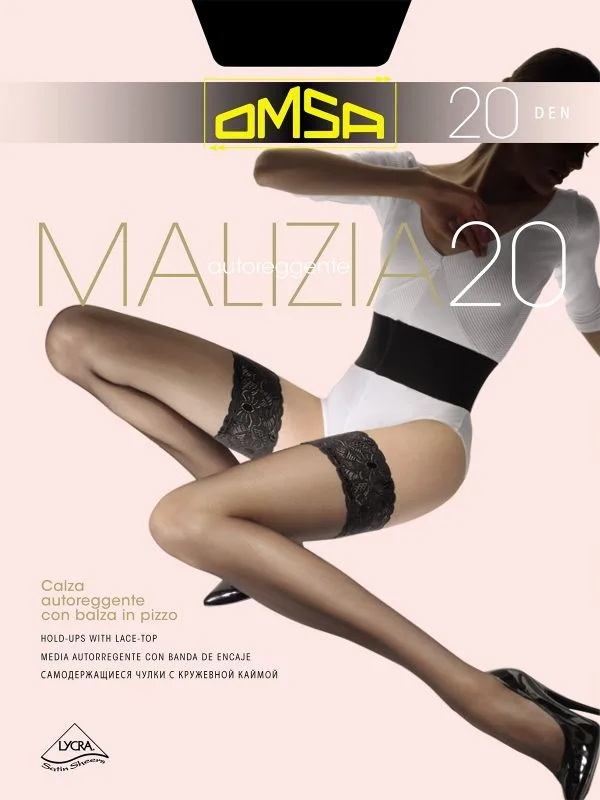 OMSA
20 DEN
MALIZIA 20
autoreggente
Calza
autoreggente
con balza in pizzo
HOLD-UPS WITH LACE-TOP
MEDIA AUTORREGENTE CON BANDA DE ENCAJE
САМОДЕРЖАЩИЕСЯ ЧУЛКИ С КРУЖЕВНОЙ КАЙМОЙ
LYCRA
Satin Sheers